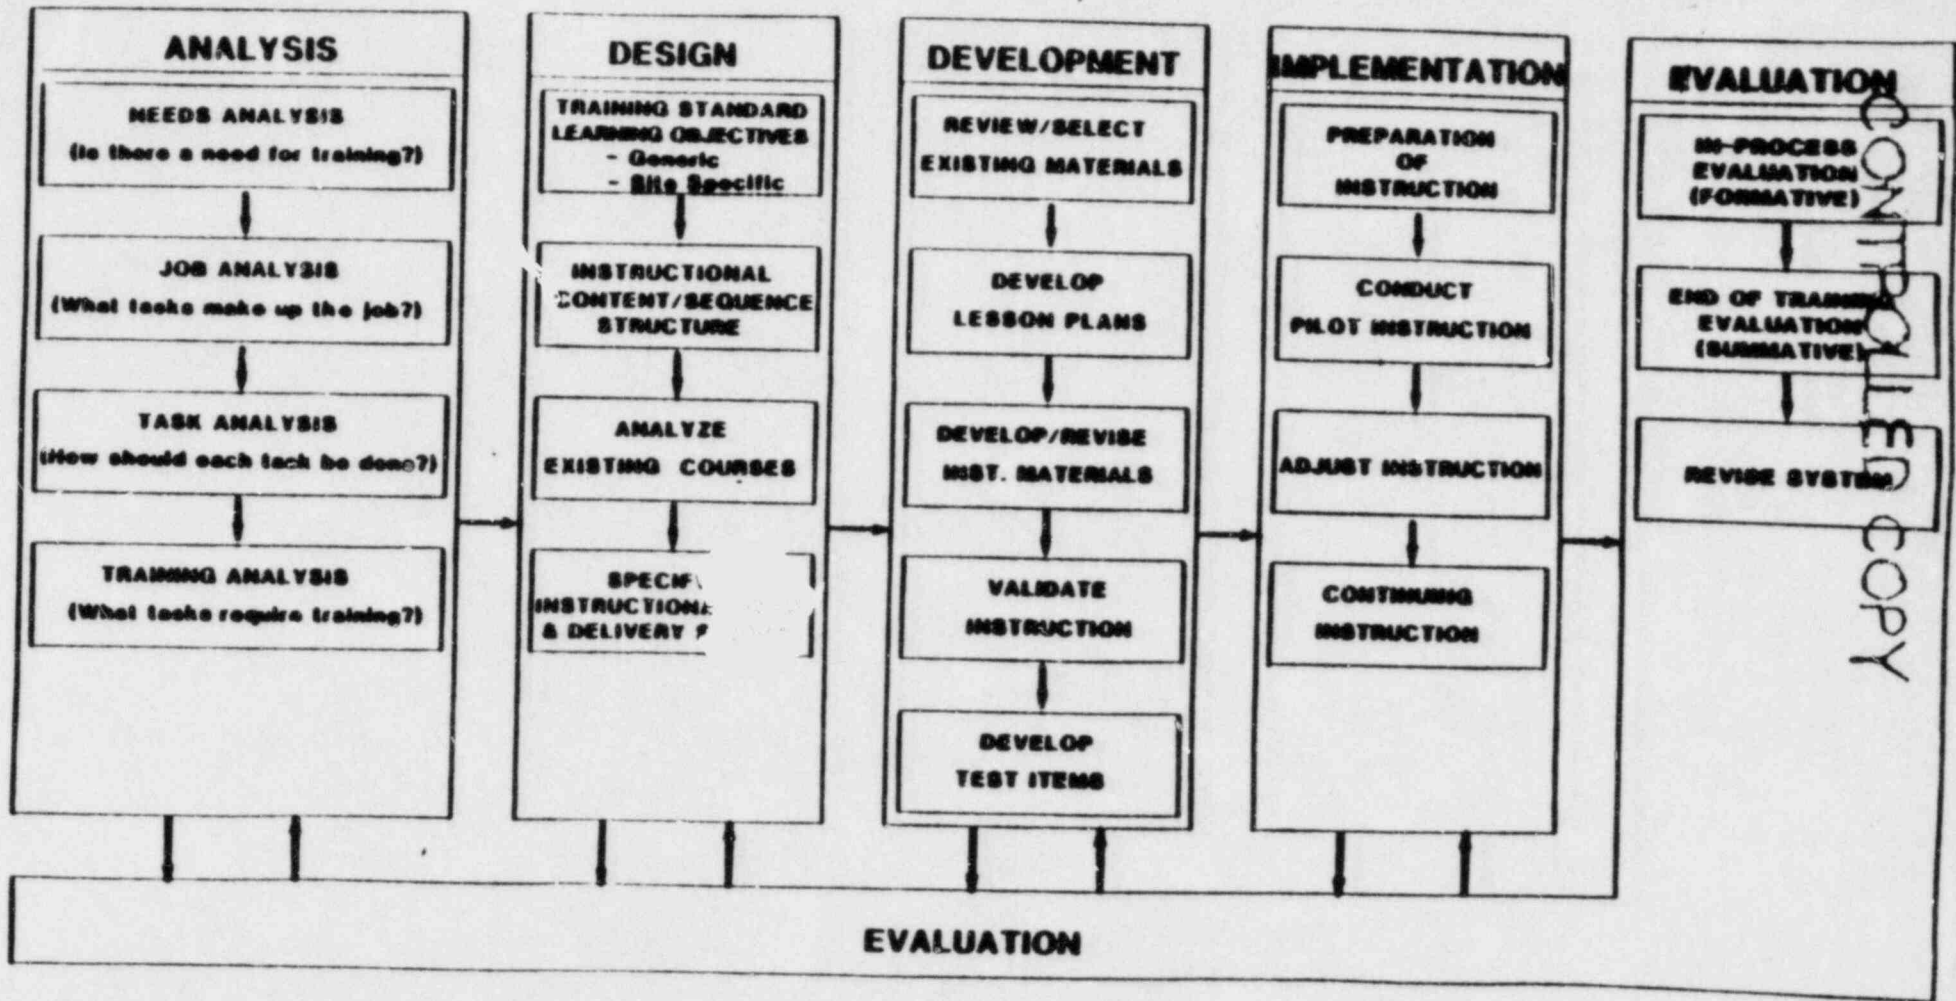 ANALYSIS
NEEDS ANALYSIS
(Is there a need for training?)
JOB ANALYSIS
(What tasks make up the job?)
TASK ANALYSIS
(How should each task be done?)
TRAINING ANALYSIS
(What tasks require training?)
DESIGN
TRAINING STANDARD
LEARNING OBJECTIVES
- Generic
- Site Specific
INSTRUCTIONAL
CONTENT/SEQUENCE
STRUCTURE
ANALYZE
EXISTING COURSES
& DELIVERY
DEVELOPMENT
REVIEW/SELECT
EXISTING MATERIALS
DEVELOP
LESSON PLANS
DEVELOP/REVISE
INST. MATERIALS
VALIDATE
INSTRUCTION
DEVELOP
TEST ITEMS
IMPLEMENTATION
PREPARATION
OF
INSTRUCTION
CONDUCT
PILOT INSTRUCTION
ADJUST INSTRUCTION
CONTINUING
INSTRUCTION
EVALUATION
IN-PROCESS
EVALUATION
(FORMATIVE)
END OF TRAINING
EVALUATION
(SUMMATIVE)
REVISE SYSTEM
CONTROLLED COPY
EVALUATION